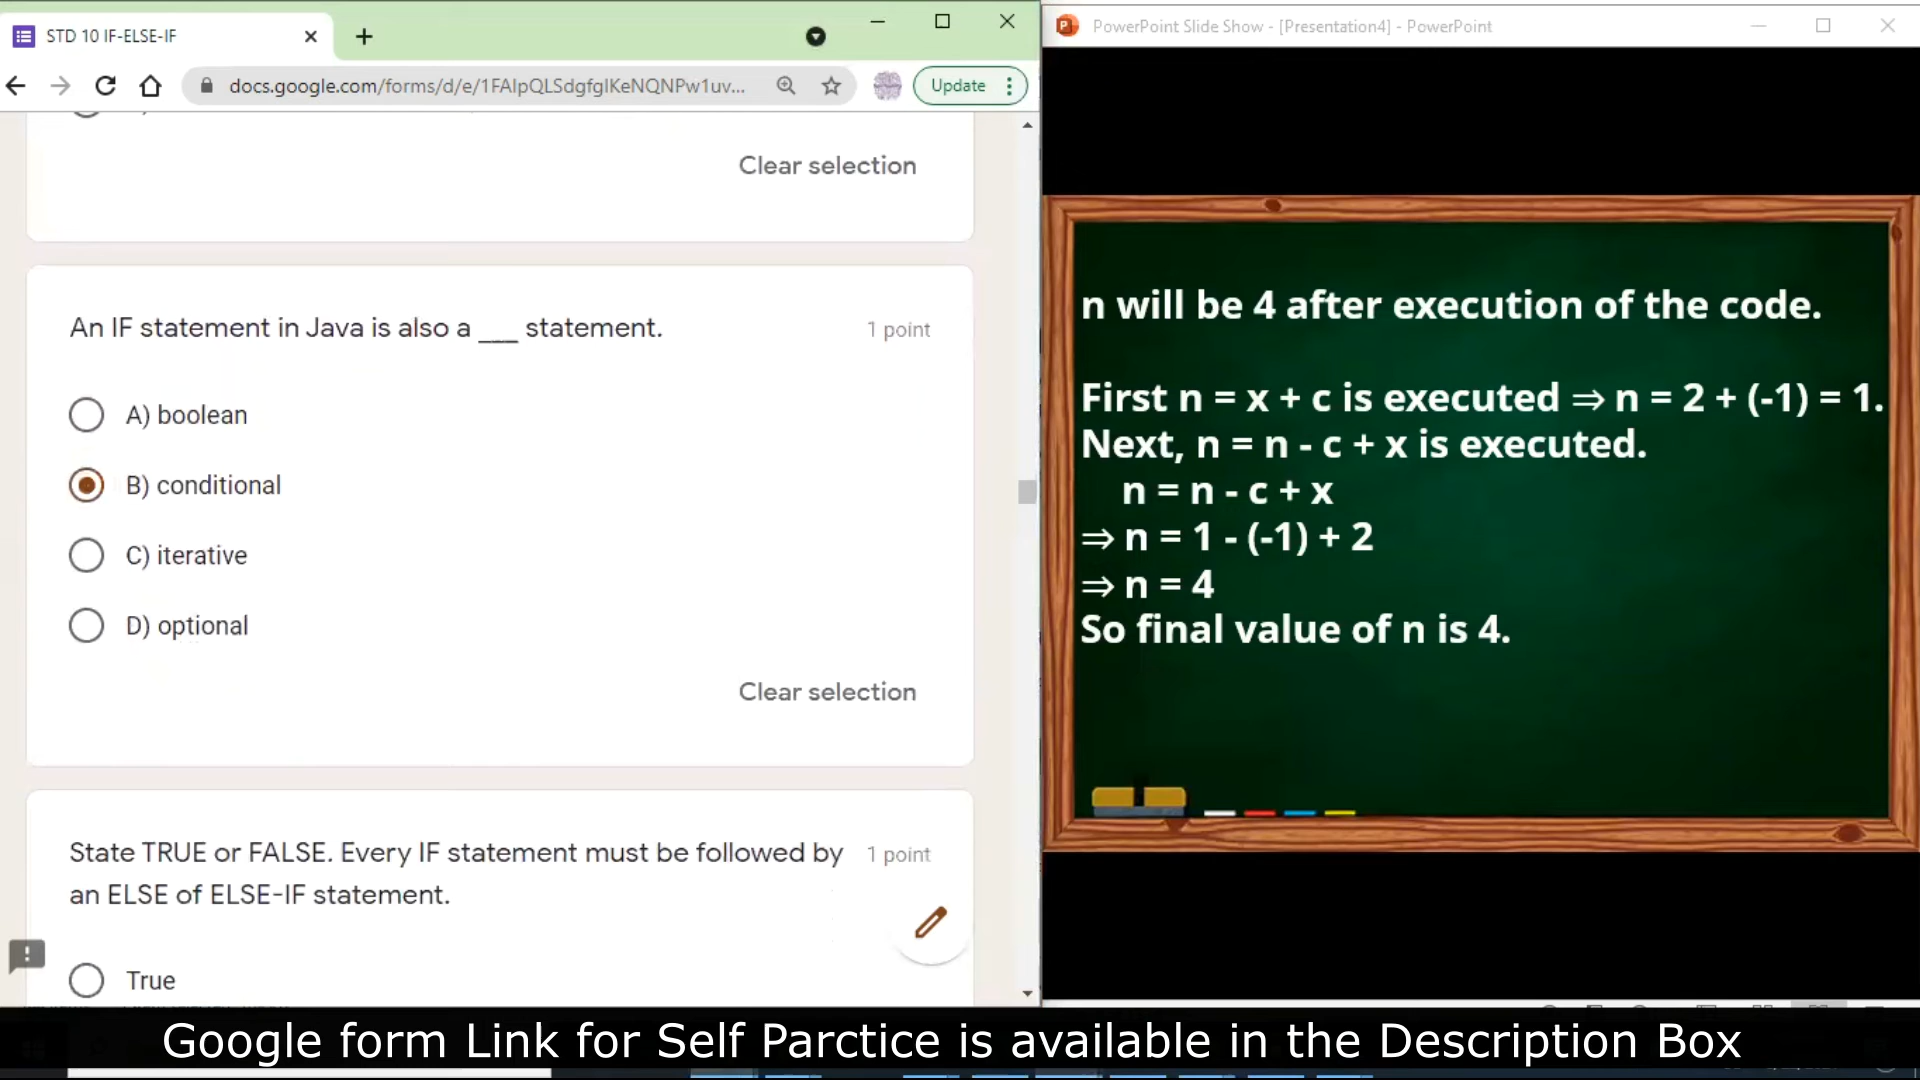 STD 10 IF-ELSE-IF
docs.google.com/forms/d/e/1FAIpQLSdgfglKeNQNPw1uv...
Update
Clear selection
An IF statement in Java is also a ___ statement.
1 point
A) boolean
B) conditional
C) iterative
D) optional
Clear selection
State TRUE or FALSE. Every IF statement must be followed by
an ELSE of ELSE-IF statement.
1 point
True
PowerPoint Slide Show - [Presentation4] - PowerPoint
n will be 4 after execution of the code.
First n = x + c is executed ⇒ n = 2 + (-1) = 1.
Next, n = n - c + x is executed.
n = n - c + x
⇒ n = 1 - (-1) + 2
⇒ n = 4
So final value of n is 4.
Google form Link for Self Parctice is available in the Description Box